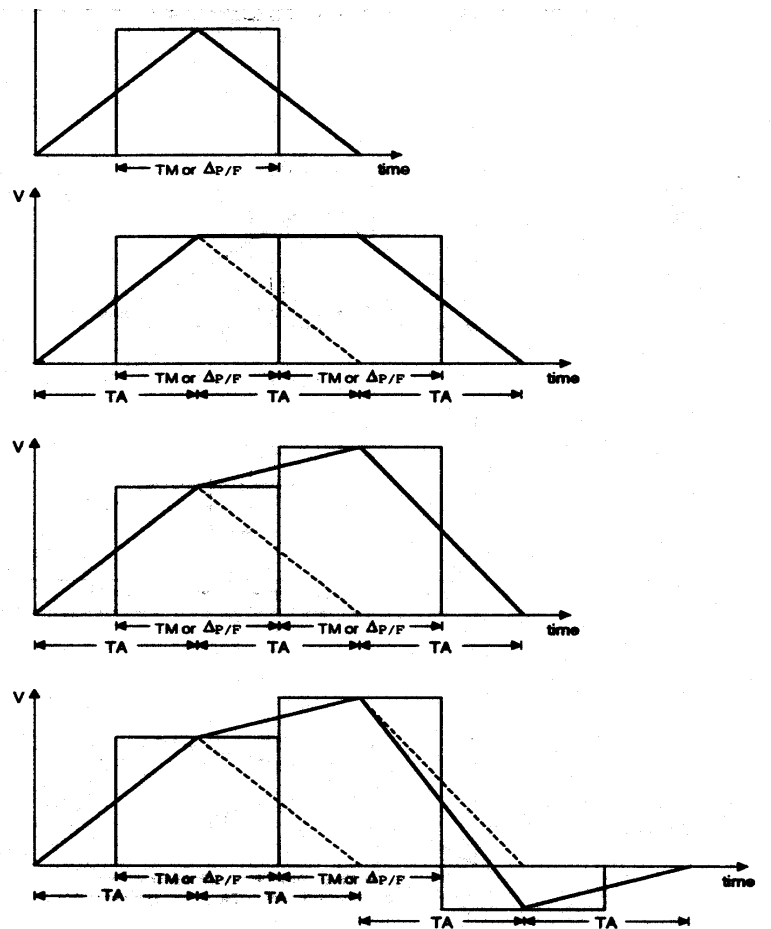 TM or ΔP/F
time
V
TM or ΔP/F TM or ΔP/F
time
TA TA TA
V
TM or ΔP/F TM or ΔP/F
time
TA TA TA
V
TM or ΔP/F TM or ΔP/F
time
TA TA
TA TA